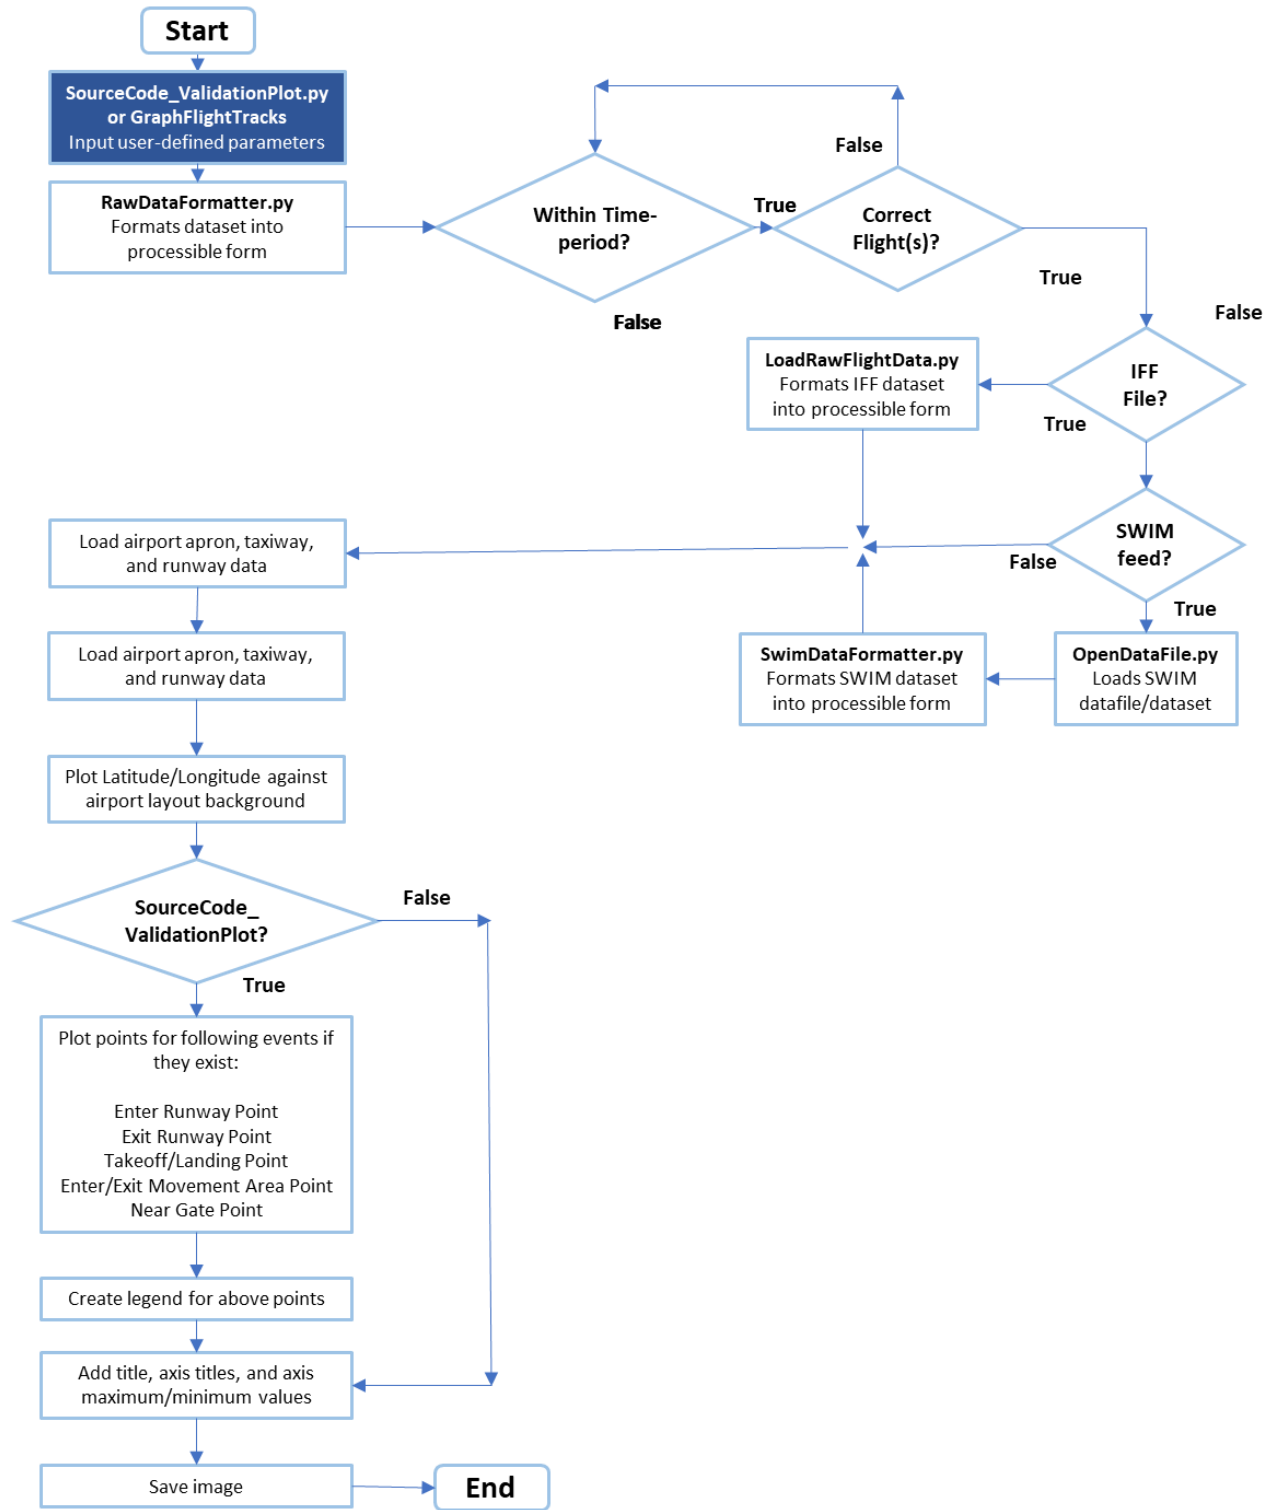 Start
SourceCode_ValidationPlot.py
or GraphFlightTracks
Input user-defined parameters
RawDataFormatter.py
Formats dataset into
processible form
Within Time-
period?
True
False
False
Correct
Flight(s)?
True
False
IFF
File?
True
LoadRawFlightData.py
Formats IFF dataset
into processible form
SWIM
feed?
False
True
OpenDataFile.py
Loads SWIM
datafile/dataset
SwimDataFormatter.py
Formats SWIM dataset
into processible form
Load airport apron, taxiway,
and runway data
Load airport apron, taxiway,
and runway data
Plot Latitude/Longitude against
airport layout background
SourceCode_
ValidationPlot?
False
True
Plot points for following events if
they exist:
Enter Runway Point
Exit Runway Point
Takeoff/Landing Point
Enter/Exit Movement Area Point
Near Gate Point
Create legend for above points
Add title, axis titles, and axis
maximum/minimum values
Save image
End